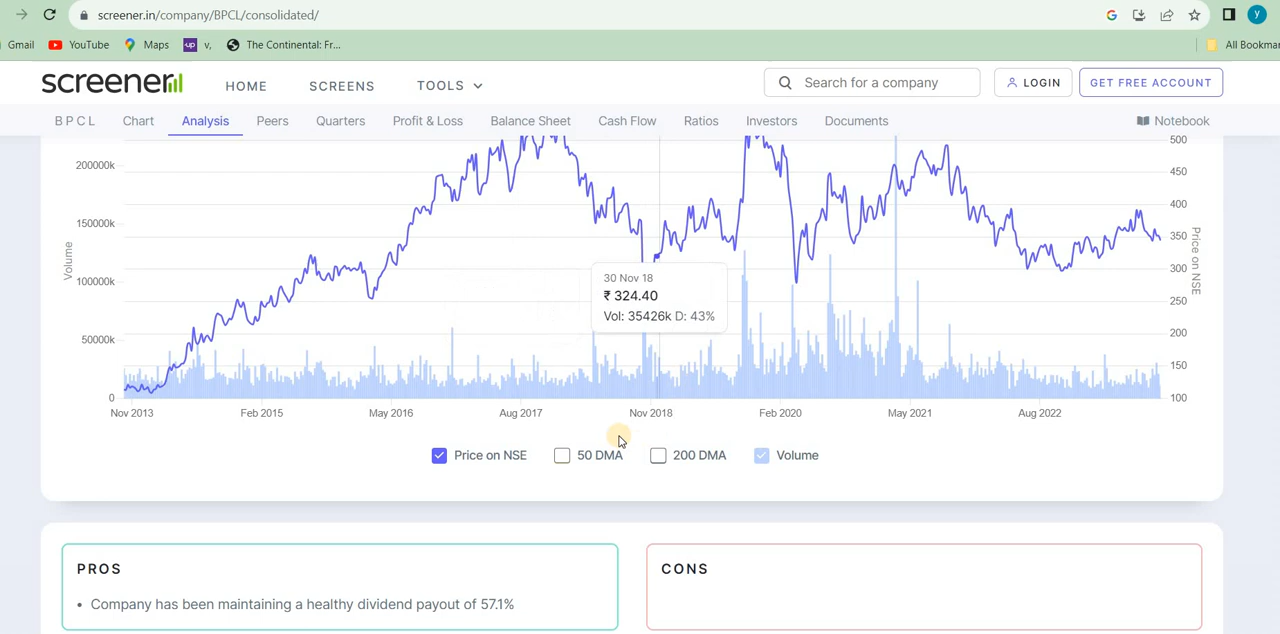 screener.in/company/BPCL/consolidated/
y
Gmail YouTube Maps up v, The Continental: Fr... All Bookmar
screener HOME SCREENS TOOLS Search for a company LOGIN GET FREE ACCOUNT
BPCL Chart Analysis Peers Quarters Profit & Loss Balance Sheet Cash Flow Ratios Investors Documents Notebook
500
200000k
450
400
150000k
350
Volume
Price on NSE
30 Nov 18
₹ 324.40
Vol: 35426k D: 43%
300
100000k
250
50000k
200
150
0
100
Nov 2013 Feb 2015 May 2016 Aug 2017 Nov 2018 Feb 2020 May 2021 Aug 2022
Price on NSE 50 DMA 200 DMA Volume
PROS
• Company has been maintaining a healthy dividend payout of 57.1%
CONS